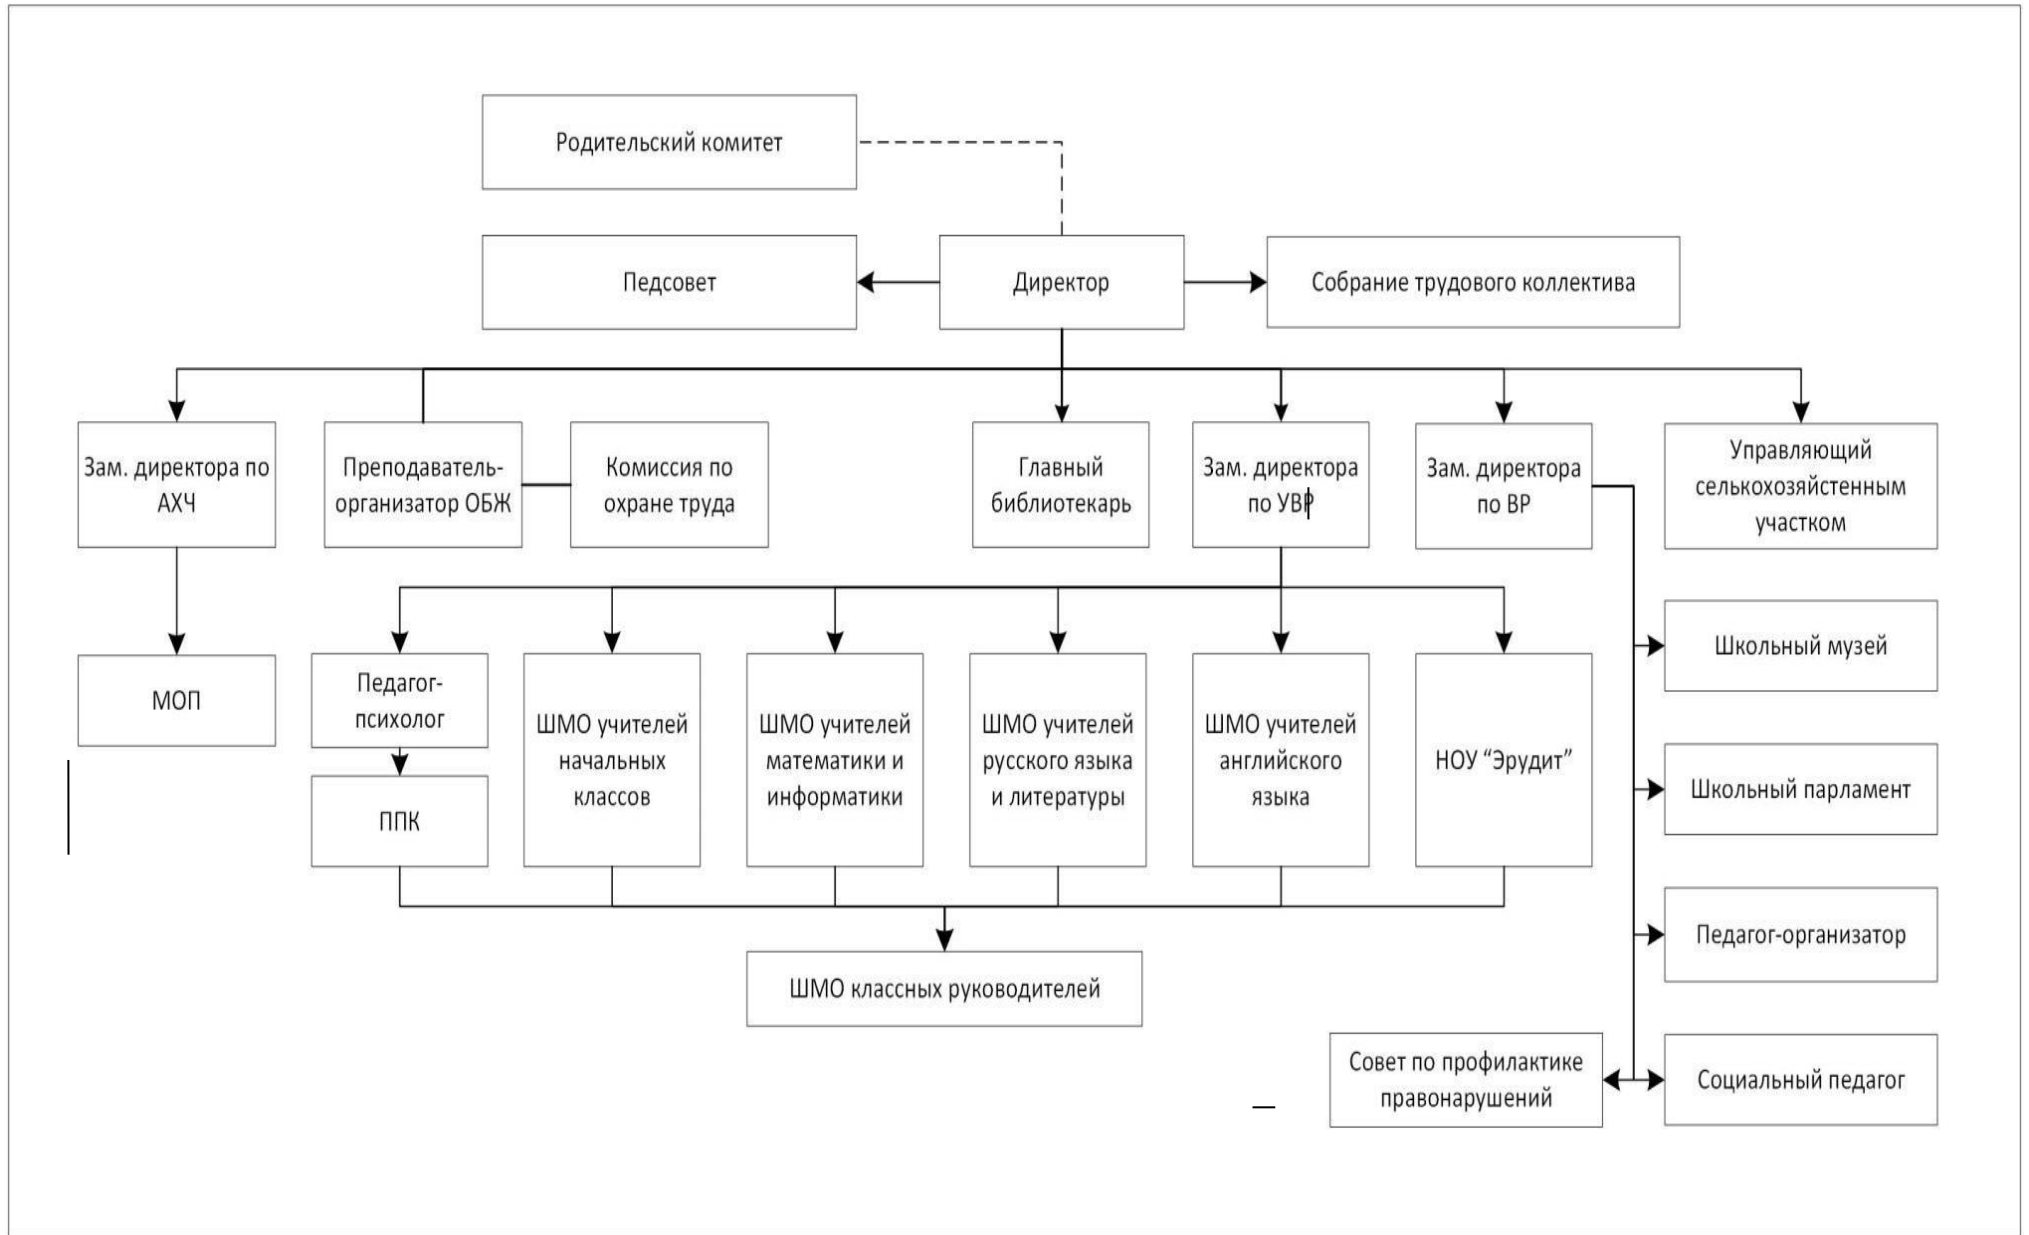 Родительский комитет
Педсовет
Директор
Собрание трудового коллектива
Зам. директора по
АХЧ
Преподаватель-
организатор ОБЖ
Комиссия по
охране труда
Главный
библиотекарь
Зам. директора
по УВР
Зам. директора
по ВР
Управляющий
селькохозяйстенным
участком
МОП
Педагог-
психолог
ППК
ШМО учителей
начальных
классов
ШМО учителей
математики и
информатики
ШМО учителей
русского языка
и литературы
ШМО учителей
английского
языка
НОУ “Эрудит”
Школьный музей
Школьный парламент
Педагог-организатор
ШМО классных руководителей
Совет по профилактике
правонарушений
Социальный педагог